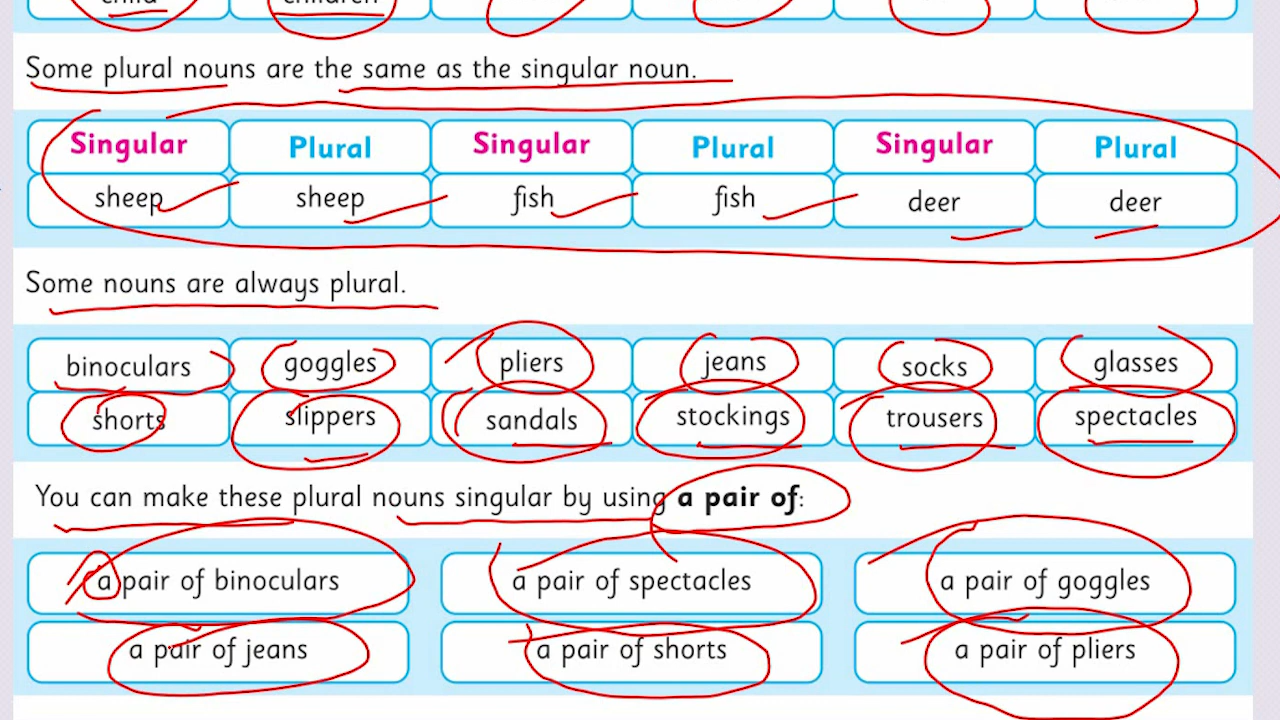 child children
Some plural nouns are the same as the singular noun.
Singular Plural Singular Plural Singular Plural
sheep sheep fish fish deer deer
Some nouns are always plural.
binoculars goggles pliers jeans socks glasses
shorts slippers sandals stockings trousers spectacles
You can make these plural nouns singular by using a pair of:
a pair of binoculars a pair of spectacles a pair of goggles
a pair of jeans a pair of shorts a pair of pliers